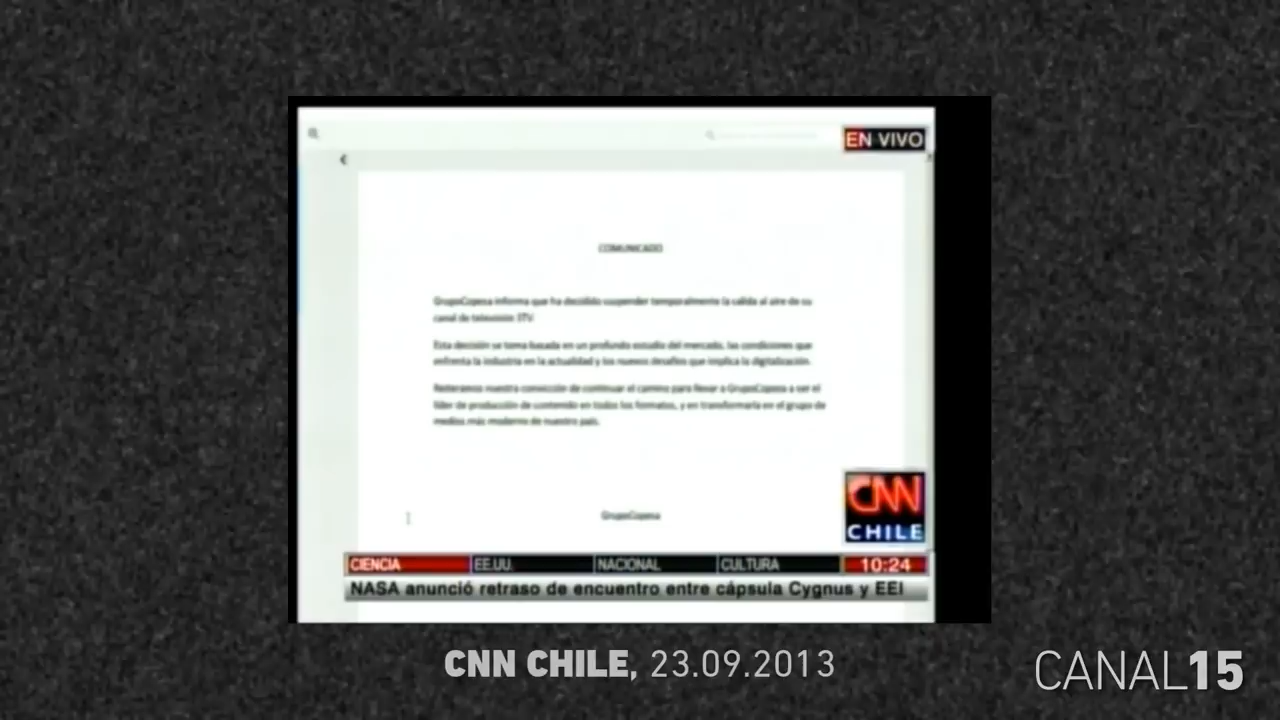 EN VIVO
COMUNICADO
GrupoCopesa informa que ha decidido suspender temporalmente la salida al aire de su
canal de televisión 3TV.
Esta decisión se toma basada en un profundo estudio del mercado, las condiciones que
enfrenta la industria en la actualidad y los nuevos desafíos que implica la digitalización.
Reiteramos nuestra convicción de continuar el camino para llevar a GrupoCopesa a ser el
líder de producción de contenido en todos los formatos, y en transformarla en el grupo de
medios más moderno de nuestro país.
GrupoCopesa
CNN
CHILE
CIENCIA EE.UU. NACIONAL CULTURA 10:24
NASA anunció retraso de encuentro entre cápsula Cygnus y EEI
CNN CHILE, 23.09.2013
CANAL15